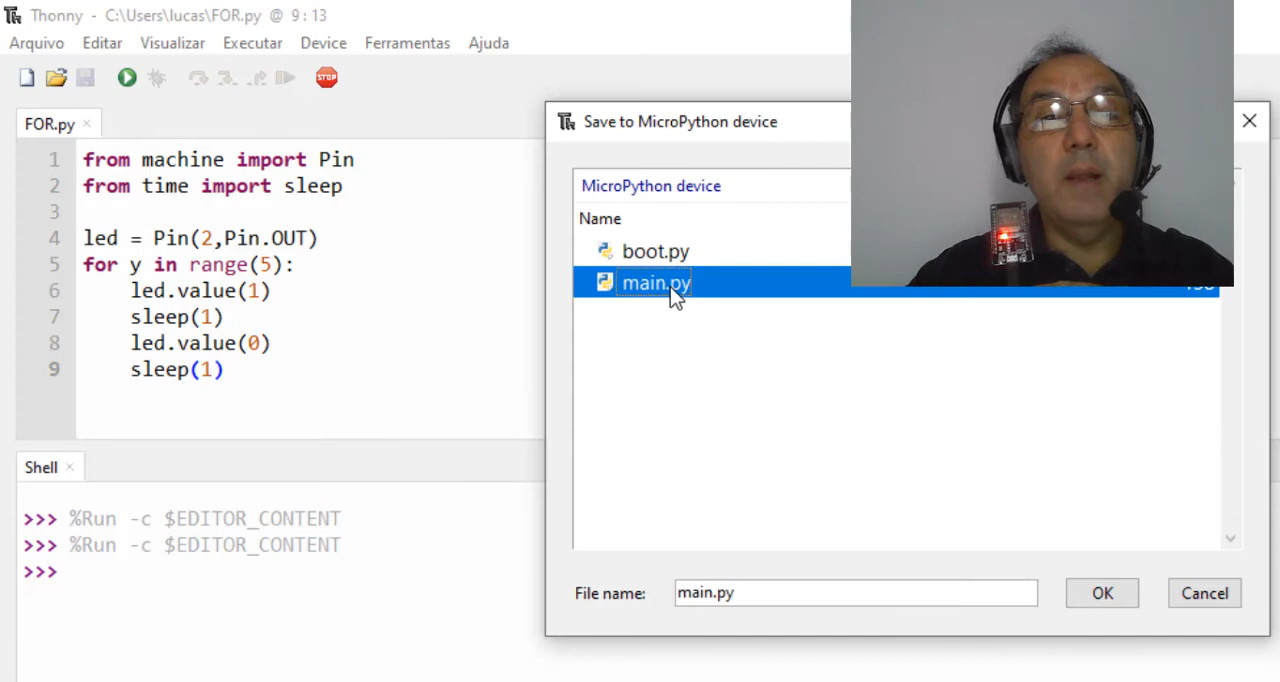 Thonny - C:\Users\lucas\FOR.py @ 9:13
Arquivo Editar Visualizar Executar Device Ferramentas Ajuda
STOP
FOR.py ×
1 from machine import Pin
2 from time import sleep
3
4 led = Pin(2,Pin.OUT)
5 for y in range(5):
6     led.value(1)
7     sleep(1)
8     led.value(0)
9     sleep(1)
Shell ×
>>> %Run -c $EDITOR_CONTENT
>>> %Run -c $EDITOR_CONTENT
>>>
Save to MicroPython device
MicroPython device
Name
boot.py
main.py
File name: main.py OK Cancel